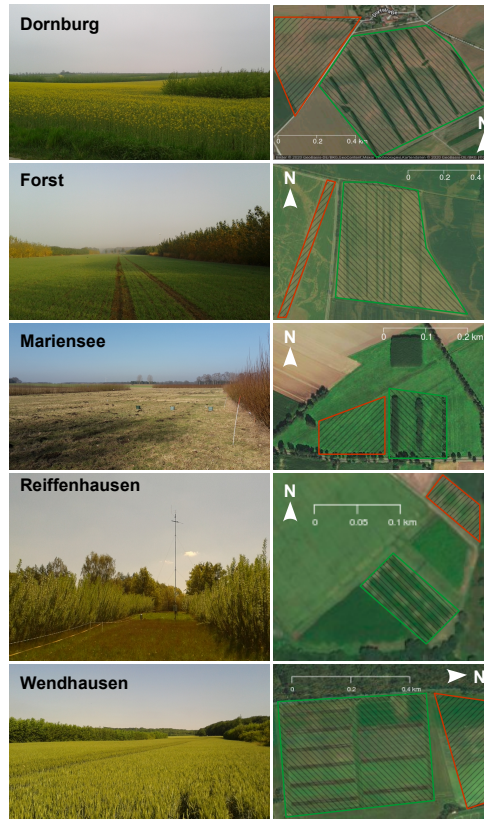 Dornburg
0 0.2 0.4 km
N
Forst
N
0 0.2 0.4
Mariensee
N
0 0.1 0.2 km
Reiffenhausen
N
0 0.05 0.1 km
Wendhausen
0 0.2 0.4 km
N